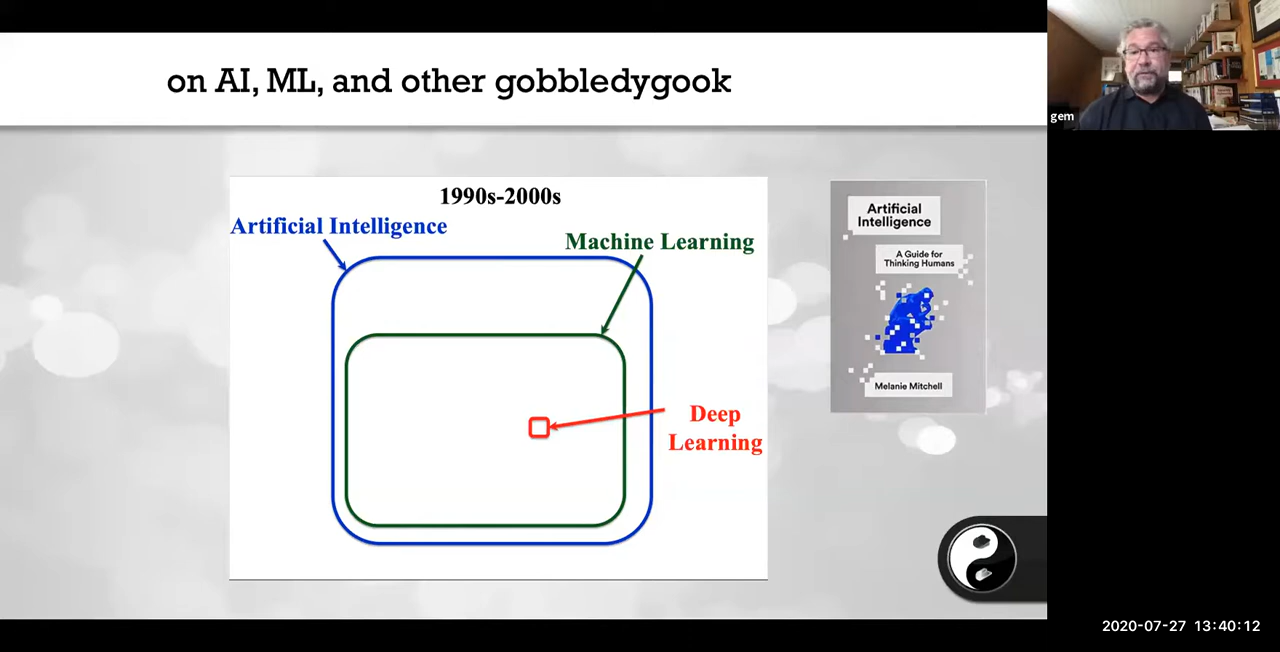 on AI, ML, and other gobbledygook
gem
1990s-2000s
Artificial Intelligence
Machine Learning
Deep
Learning
Artificial
Intelligence
A Guide for
Thinking Humans
Melanie Mitchell
2020-07-27 13:40:12